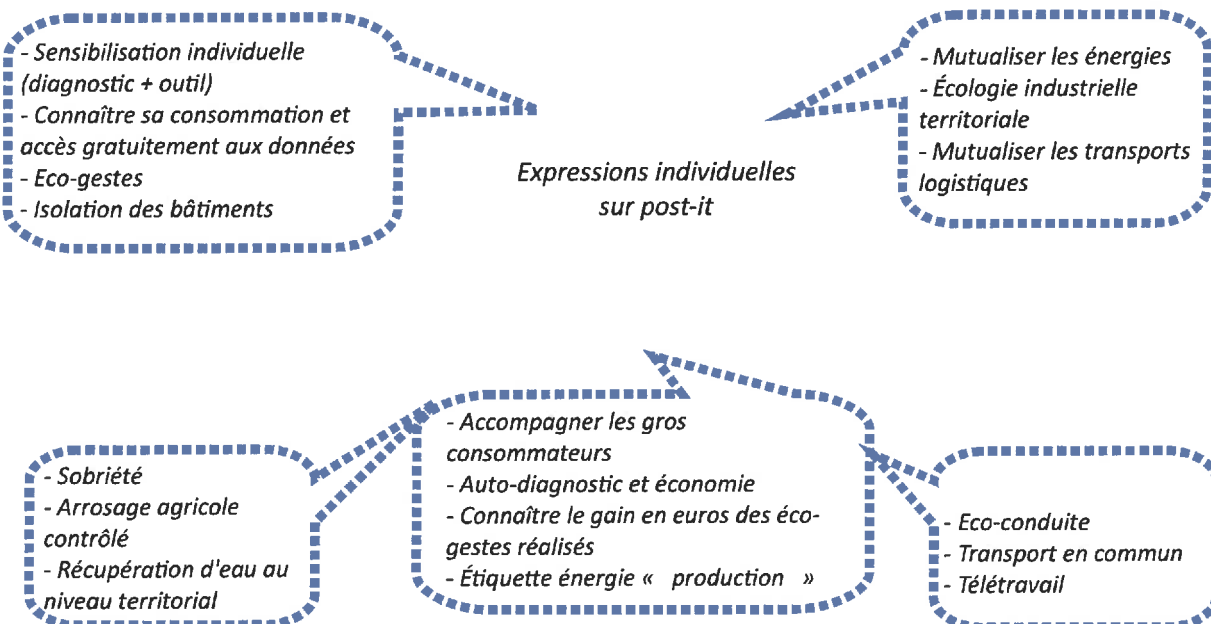 - Sensibilisation individuelle
(diagnostic + outil)
- Connaître sa consommation et
accès gratuitement aux données
- Eco-gestes
- Isolation des bâtiments
Expressions individuelles
sur post-it
- Mutualiser les énergies
- Écologie industrielle
territoriale
- Mutualiser les transports
logistiques
- Sobriété
- Arrosage agricole
contrôlé
- Récupération d'eau au
niveau territorial
- Accompagner les gros
consommateurs
- Auto-diagnostic et économie
- Connaître le gain en euros des éco-
gestes réalisés
- Étiquette énergie « production »
- Eco-conduite
- Transport en commun
- Télétravail